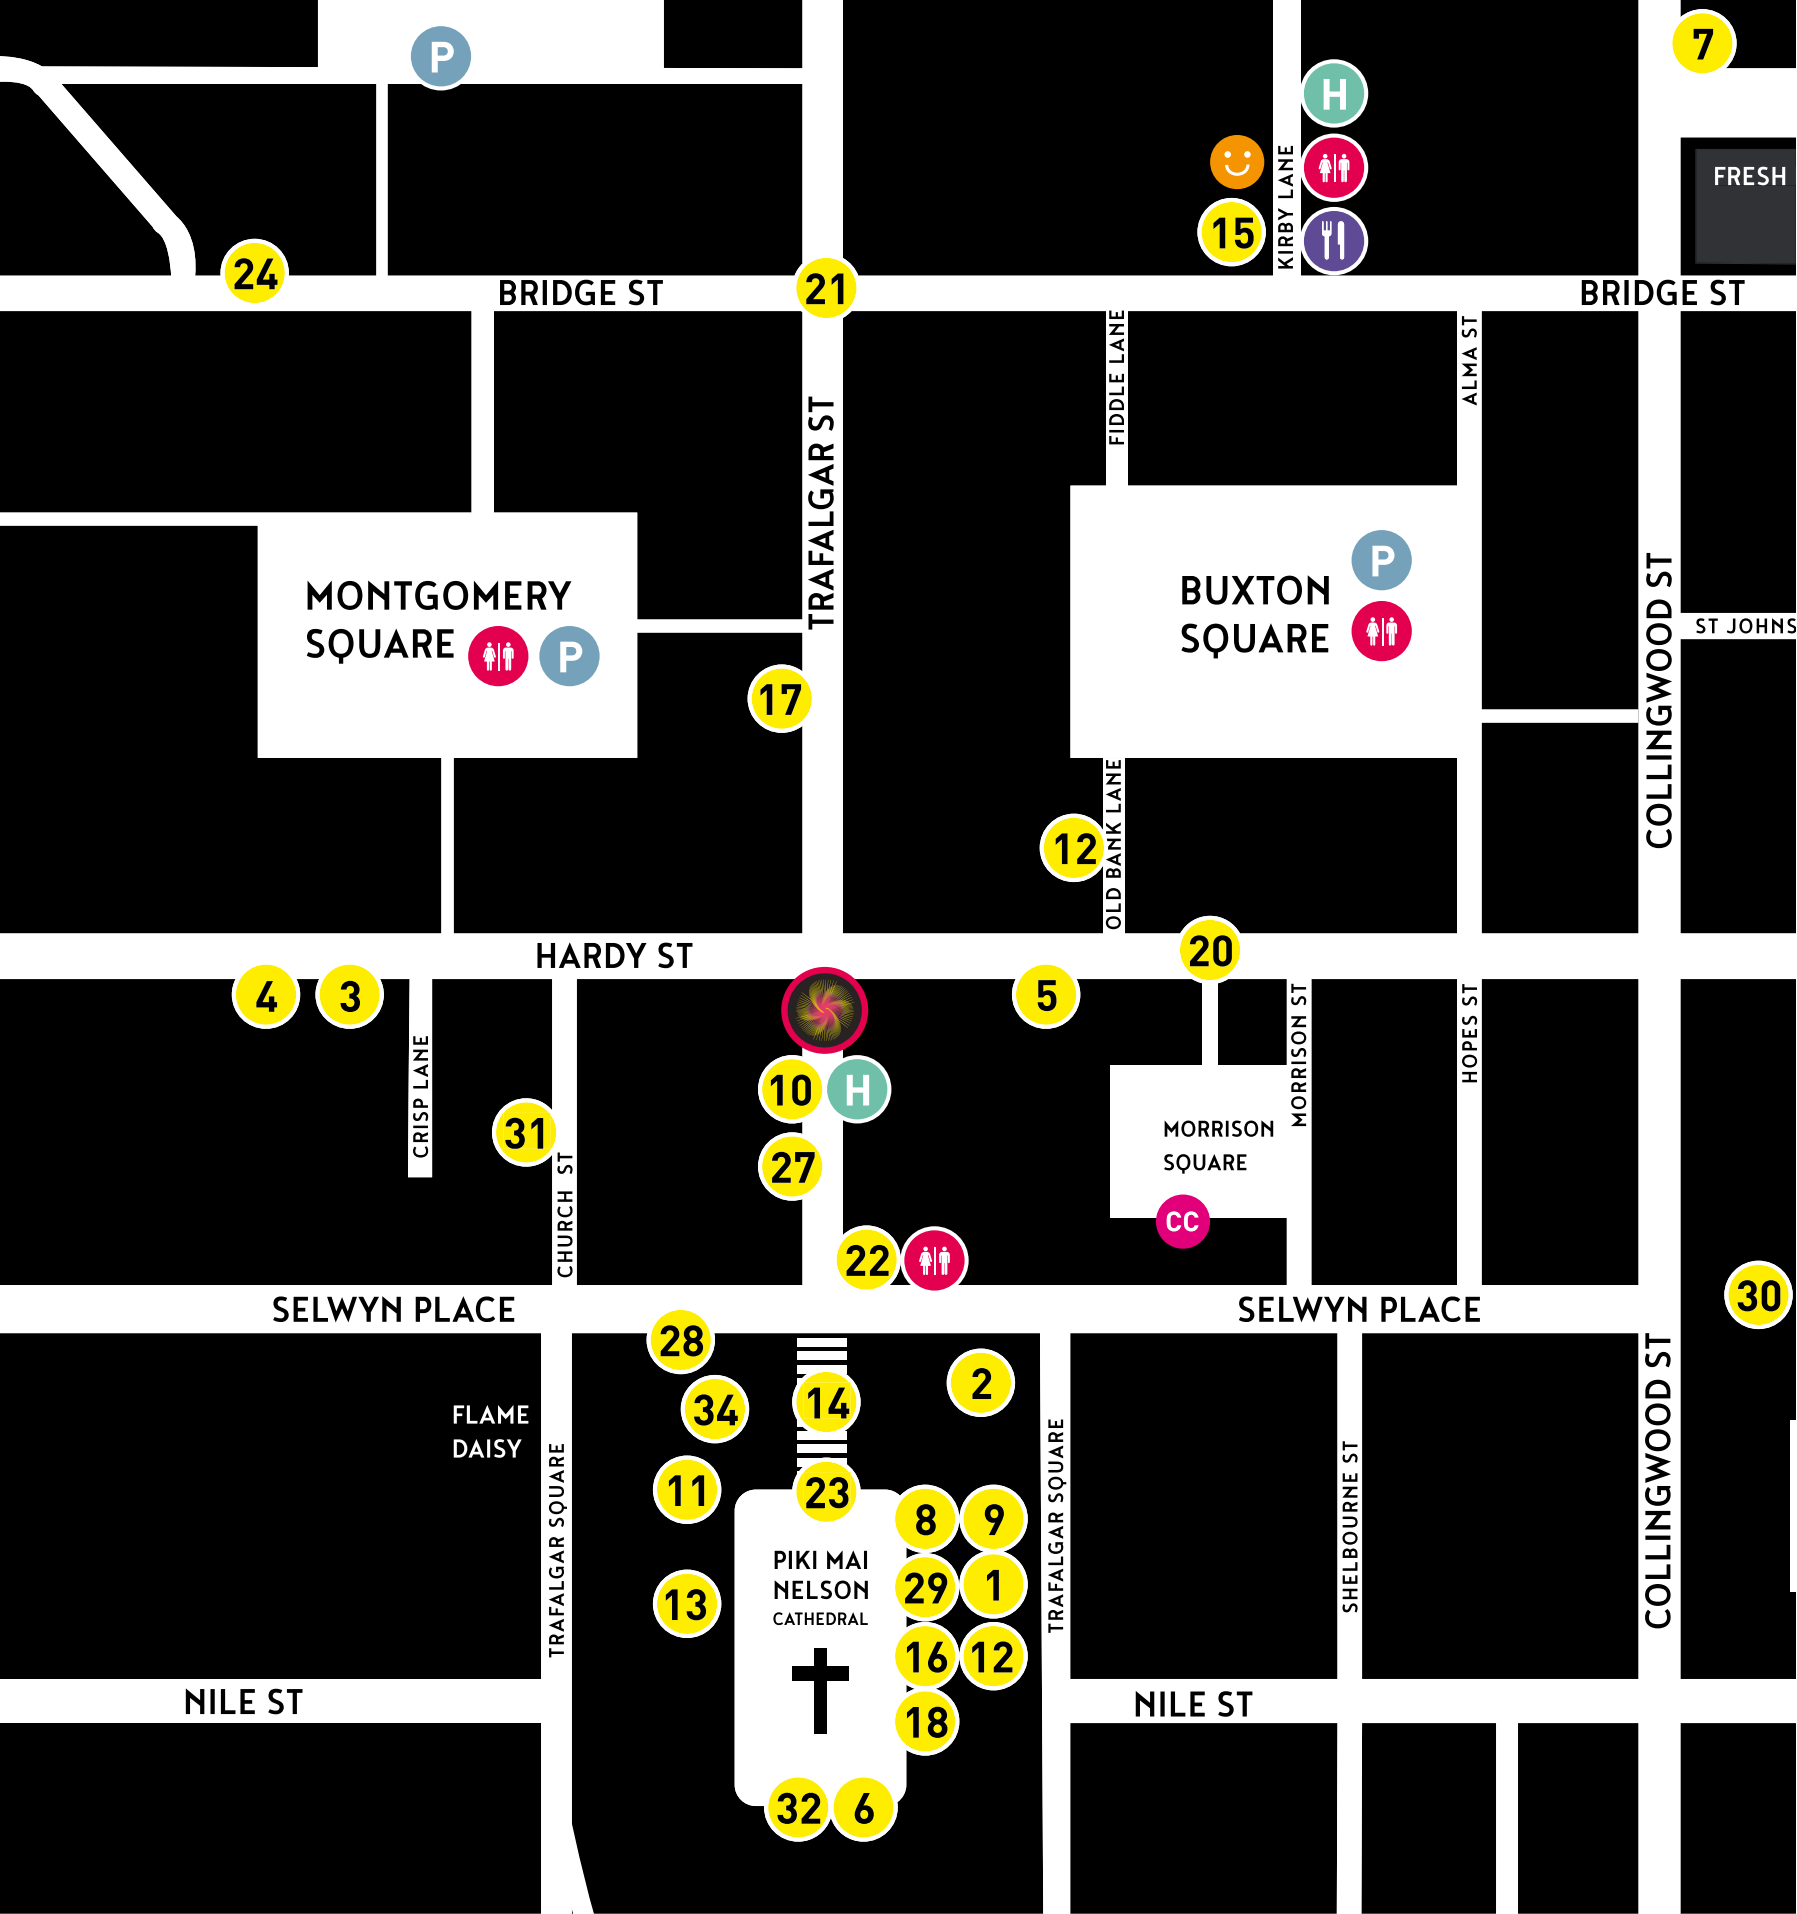 P
7
H
KIRBY LANE
FRESH
15
24
21
BRIDGE ST
BRIDGE ST
FIDDLE LANE
ALMA ST
TRAFALGAR ST
MONTGOMERY
SQUARE
P
BUXTON
SQUARE
P
COLLINGWOOD ST
ST JOHNS
17
12
OLD BANK LANE
HARDY ST
20
4
3
5
CRISP LANE
MORRISON ST
HOPES ST
10
H
31
CHURCH ST
27
MORRISON
SQUARE
CC
22
30
SELWYN PLACE
SELWYN PLACE
28
2
14
34
FLAME
DAISY
COLLINGWOOD ST
TRAFALGAR SQUARE
TRAFALGAR SQUARE
SHELBOURNE ST
11
23
8
9
PIKI MAI
NELSON
CATHEDRAL
29
1
13
16
12
18
NILE ST
NILE ST
32
6